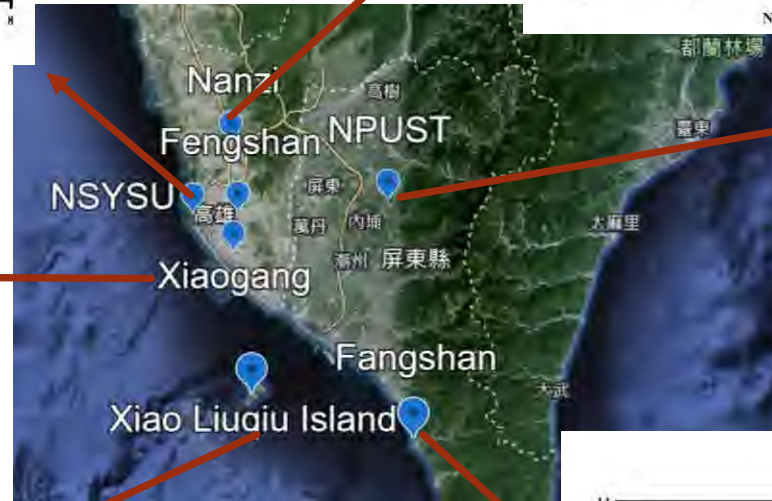 N
都蘭林場
Nanzi
高樹
Fengshan
NPUST
臺東
NSYSU
屏東
高雄
萬丹
內埔
太麻里
潮州
屏東縣
Xiaogang
Fangshan
大武
Xiao Liuqiu Island